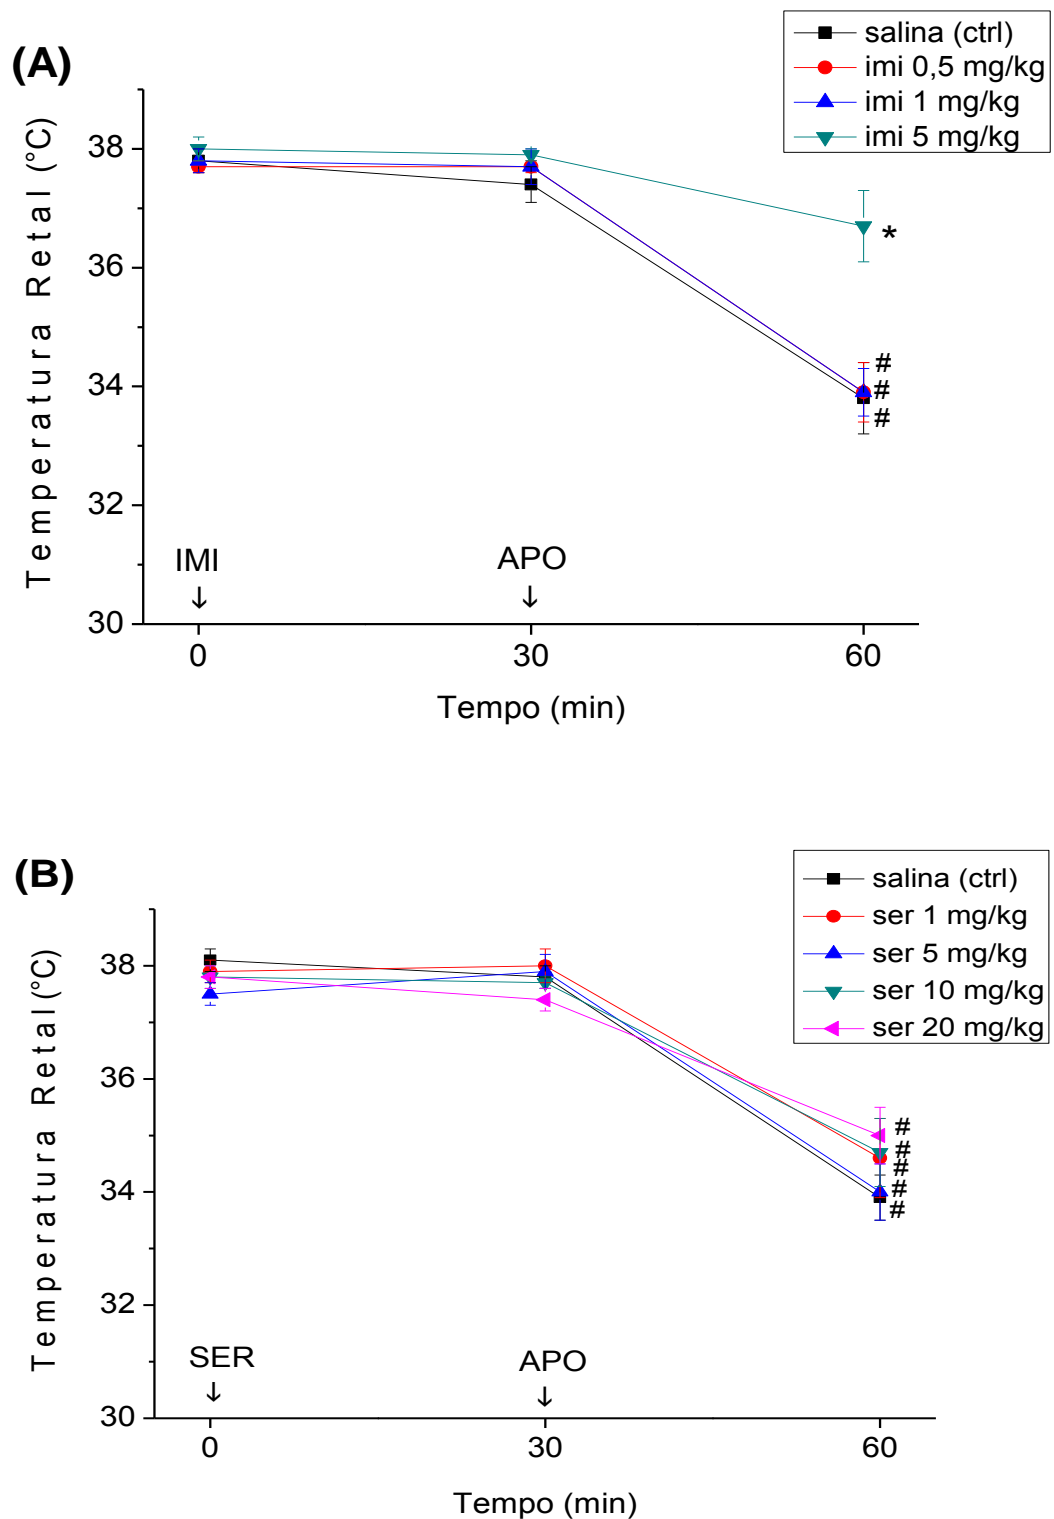 (A)
salina (ctrl)
imi 0,5 mg/kg
imi 1 mg/kg
imi 5 mg/kg
Temperatura Retal (°C)
38
36
34
32
30
*
#
#
#
IMI
↓
APO
↓
0
30
60
Tempo (min)
(B)
salina (ctrl)
ser 1 mg/kg
ser 5 mg/kg
ser 10 mg/kg
ser 20 mg/kg
Temperatura Retal (°C)
38
36
34
32
30
#
#
#
#
#
SER
↓
APO
↓
0
30
60
Tempo (min)